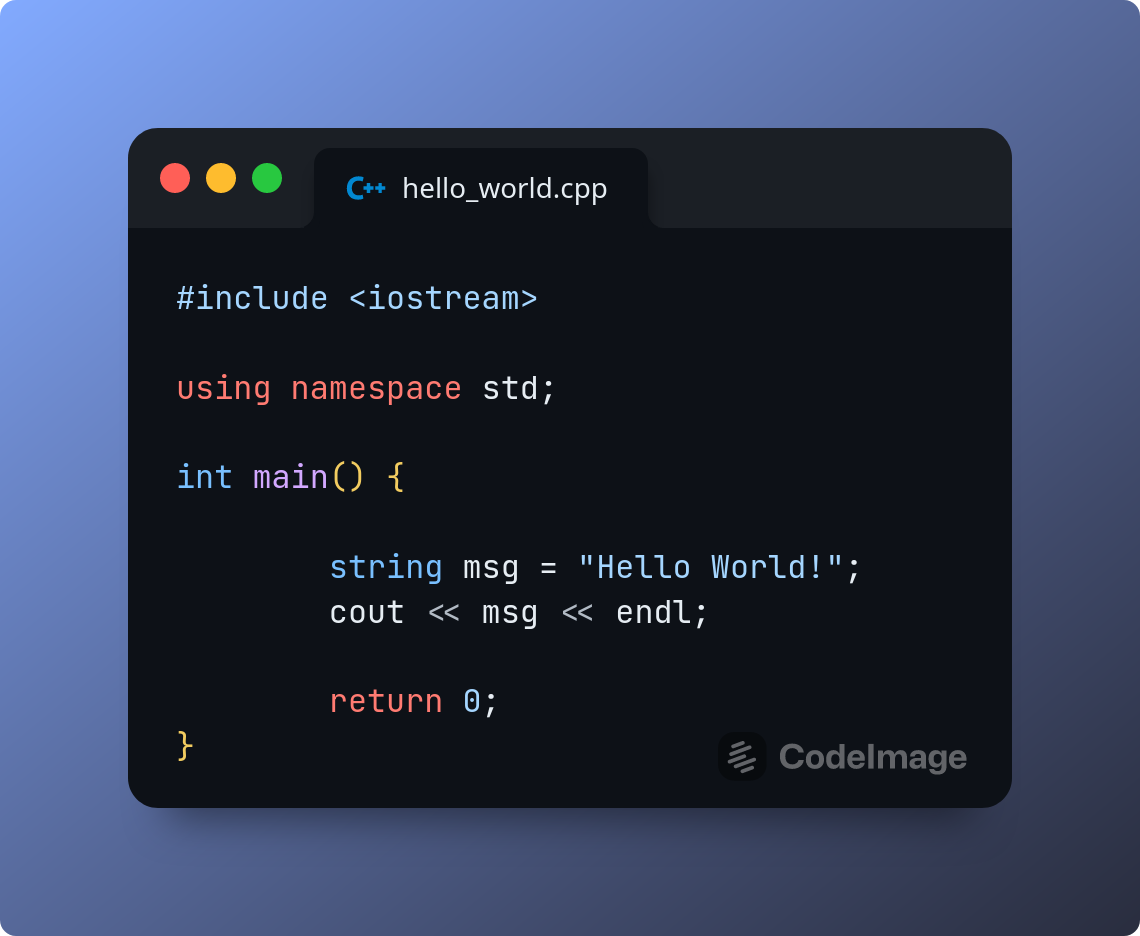 C++ hello_world.cpp
#include <iostream>
using namespace std;
int main() {
string msg = "Hello World!";
cout << msg << endl;
return 0;
}
CodeImage